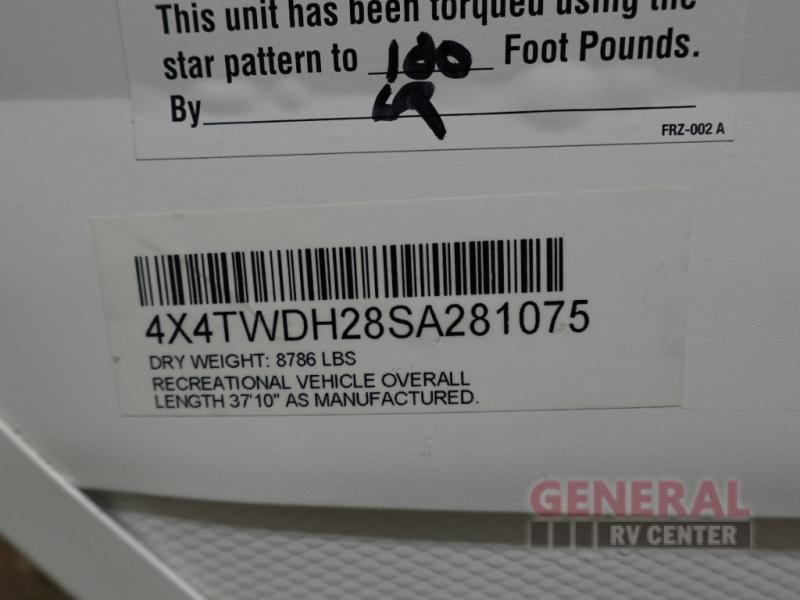 This unit has been torqued using the
star pattern to 100 Foot Pounds.
By
FRZ-002 A
4X4TWDH28SA281075
DRY WEIGHT: 8786 LBS
RECREATIONAL VEHICLE OVERALL
LENGTH 37'10" AS MANUFACTURED.
GENERAL
RV CENTER